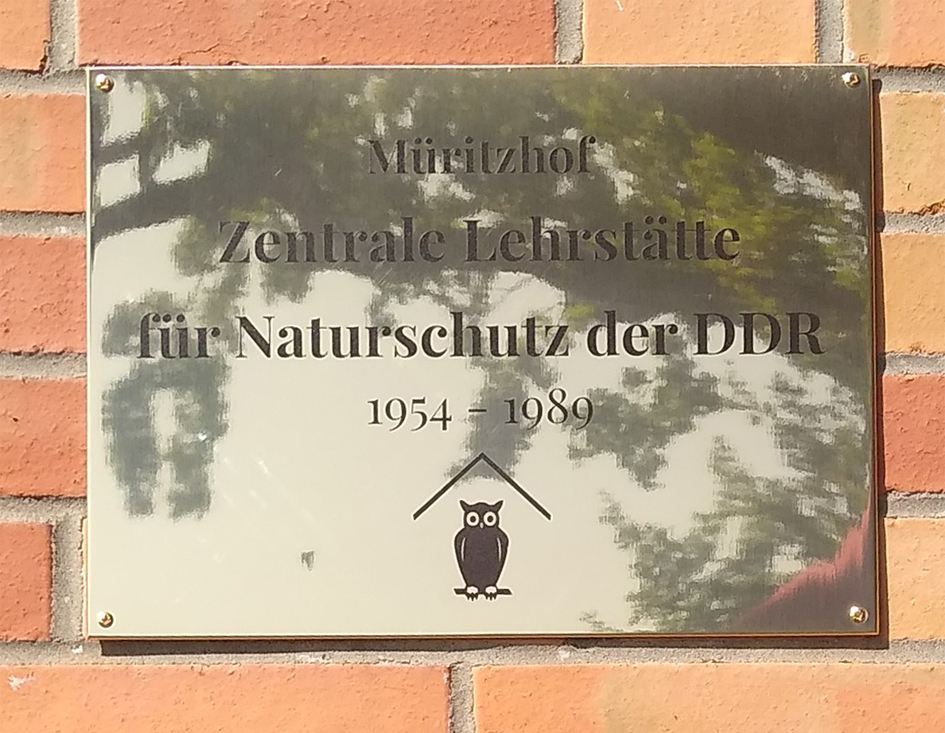 Müritzhof
Zentrale Lehrstätte
für Naturschutz der DDR
1954 – 1989